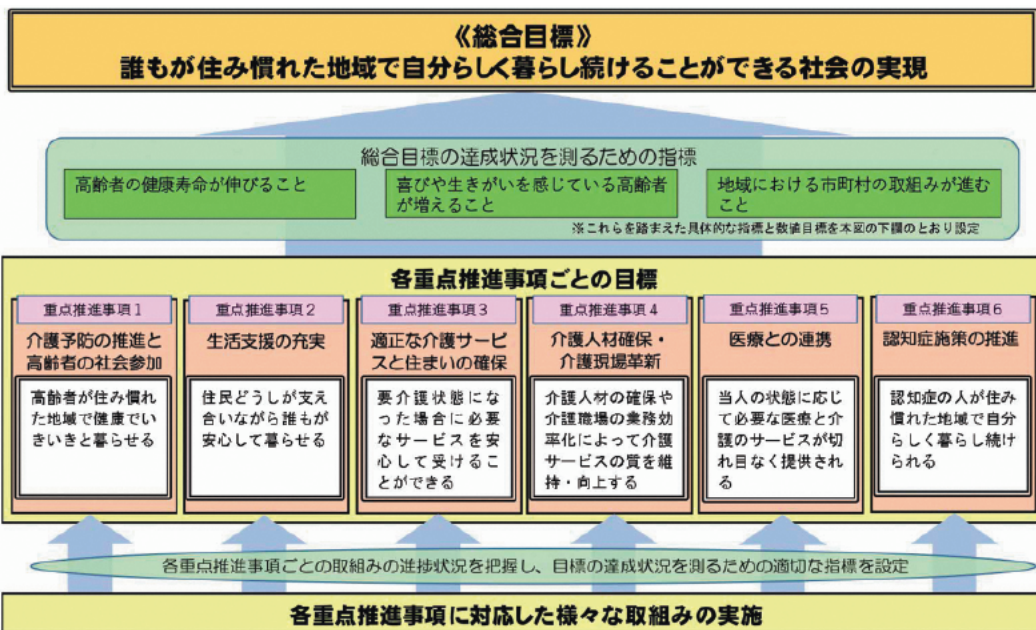 《総合目標》
誰もが住み慣れた地域で自分らしく暮らし続けることができる社会の実現
総合目標の達成状況を測るための指標
高齢者の健康寿命が伸びること
喜びや生きがいを感じている高齢者
が増えること
地域における市町村の取組みが進む
こと
※これらを踏まえた具体的な指標と数値目標を本図の下欄のとおり設定
各重点推進事項ごとの目標
重点推進事項1
介護予防の推進と
高齢者の社会参加
高齢者が住み慣れ
た地域で健康でい
きいきと暮らせる
重点推進事項2
生活支援の充実
住民どうしが支え
合いながら誰もが
安心して暮らせる
重点推進事項3
適正な介護サービ
スと住まいの確保
要介護状態にな
った場合に必要
なサービスを安
心して受けるこ
とができる
重点推進事項4
介護人材確保・
介護現場革新
介護人材の確保や
介護職場の業務効
率化によって介護
サービスの質を維
持・向上する
重点推進事項5
医療との連携
当人の状態に応じ
て必要な医療と介
護のサービスが切
れ目なく提供され
る
重点推進事項6
認知症施策の推進
認知症の人が住み
慣れた地域で自分
らしく暮らし続け
られる
各重点推進事項ごとの取組みの進捗状況を把握し、目標の達成状況を測るための適切な指標を設定
各重点推進事項に対応した様々な取組みの実施